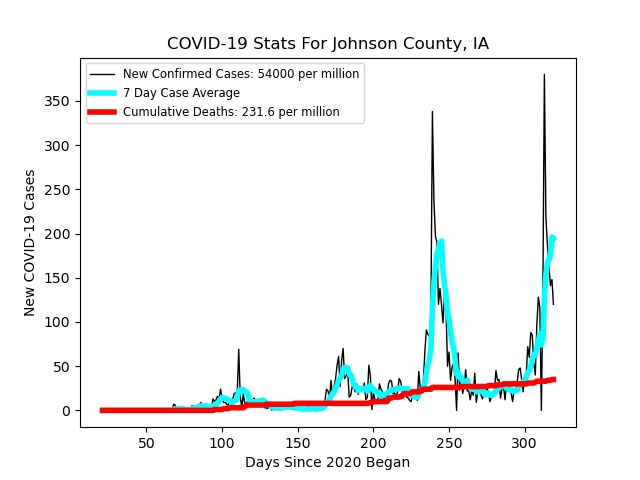 COVID-19 Stats For Johnson County, IA
New Confirmed Cases: 54000 per million
7 Day Case Average
Cumulative Deaths: 231.6 per million
New COVID-19 Cases
350
300
250
200
150
100
50
0
50 100 150 200 250 300
Days Since 2020 Began